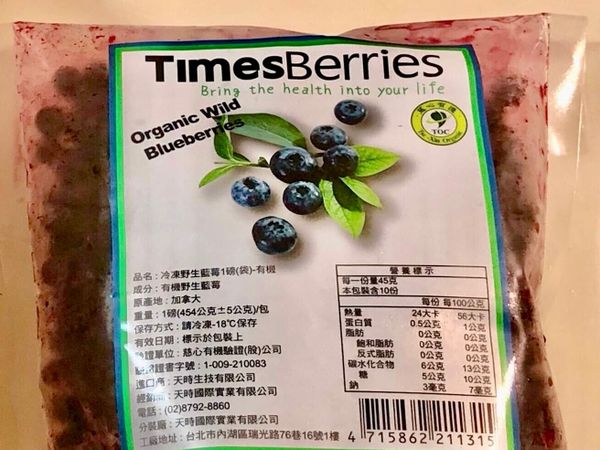 TimesBerries
Bring the health into your life
Organic Wild
Blueberries
慈心有機
TOC
Tse-Xin Organic
品名：冷凍野生藍莓1磅(袋)-有機
成分：有機野生藍莓
原產地：加拿大
重量：1磅(454公克±5公克)/包
保存方式：請冷凍-18℃保存
有效日期：標示於包裝上
驗證單位：慈心有機驗證(股)公司
驗證證書字號：1-009-210083
進口商：天時生技有限公司
經銷商：天時國際實業有限公司
電話：(02)8792-8860
分裝廠：天時國際實業有限公司
工廠地址：台北市內湖區瑞光路76巷16號1樓
營養標示
每一份量45克
本包裝含10份
每份 每100公克
熱量 24大卡 56大卡
蛋白質 0.5公克 1公克
脂肪 0公克 0公克
飽和脂肪 0公克 0公克
反式脂肪 0公克 0公克
碳水化合物 6公克 13公克
糖 5公克 10公克
鈉 3毫克 7毫克
4 715862 211315